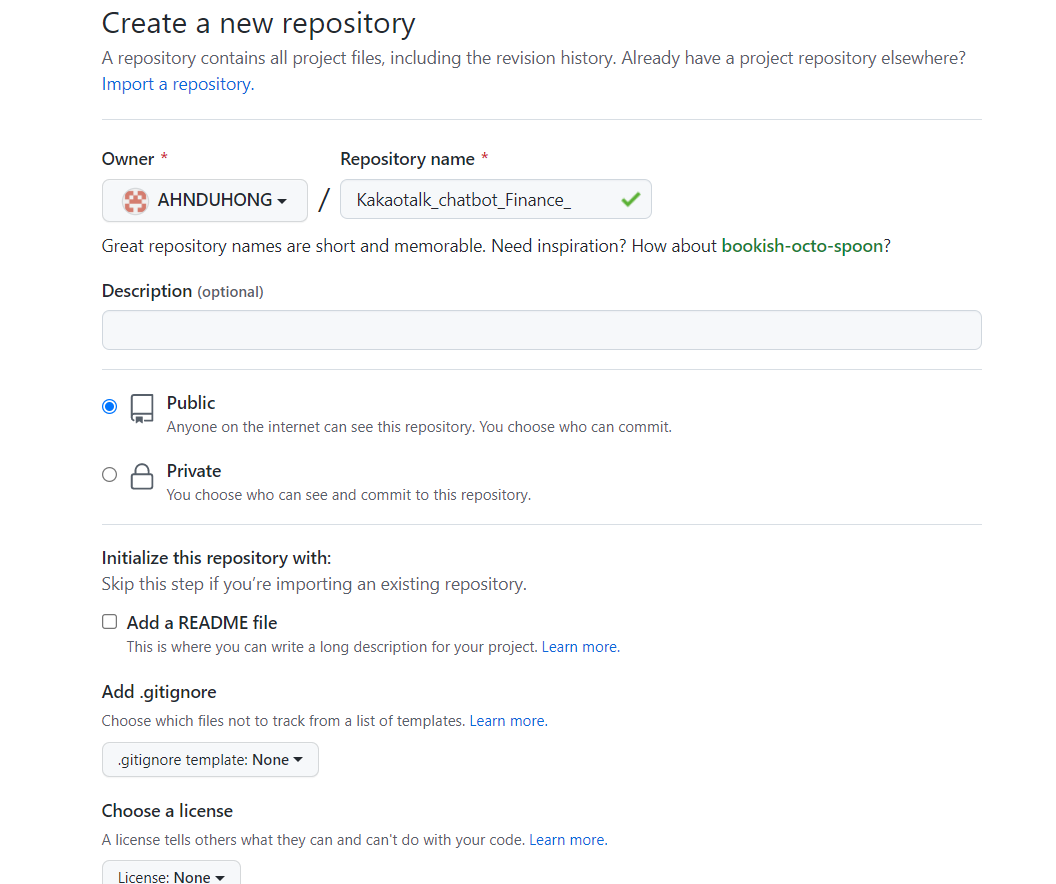 Create a new repository
A repository contains all project files, including the revision history. Already have a project repository elsewhere?
Import a repository.
Owner *
Repository name *
AHNDUHONG
/
Kakaotalk_chatbot_Finance_
Great repository names are short and memorable. Need inspiration? How about bookish-octo-spoon?
Description (optional)
Public
Anyone on the internet can see this repository. You choose who can commit.
Private
You choose who can see and commit to this repository.
Initialize this repository with:
Skip this step if you’re importing an existing repository.
Add a README file
This is where you can write a long description for your project. Learn more.
Add .gitignore
Choose which files not to track from a list of templates. Learn more.
.gitignore template: None
Choose a license
A license tells others what they can and can't do with your code. Learn more.
License: None